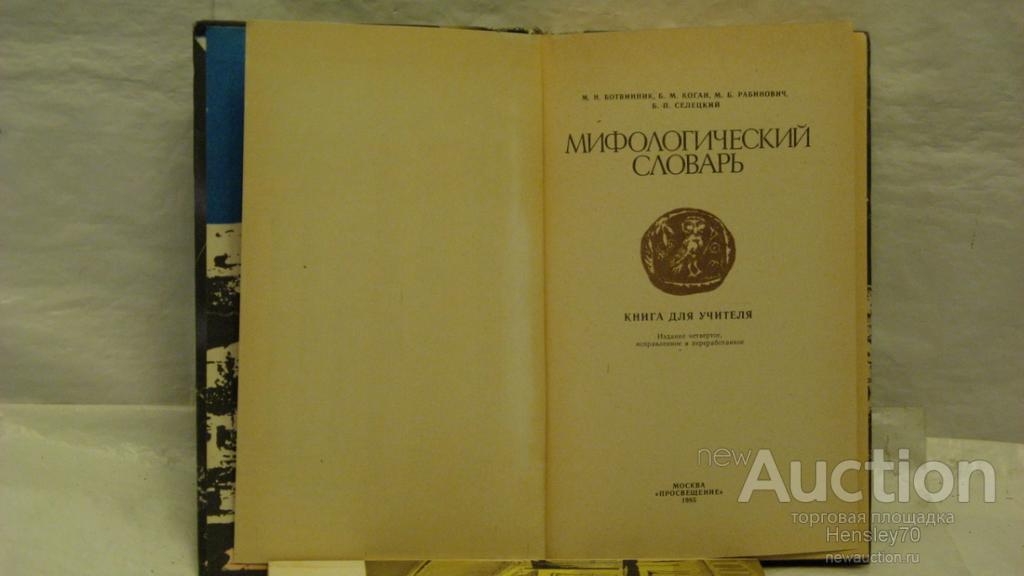 М. Н. БОТВИННИК, Б. М. КОГАН, М. Б. РАБИНОВИЧ,
Б. П. СЕЛЕЦКИЙ
МИФОЛОГИЧЕСКИЙ
СЛОВАРЬ
КНИГА ДЛЯ УЧИТЕЛЯ
Издание четвертое,
исправленное и переработанное
МОСКВА
«ПРОСВЕЩЕНИЕ»
1985
new Auction
торговая площадка
Hensley70
newauction.ru